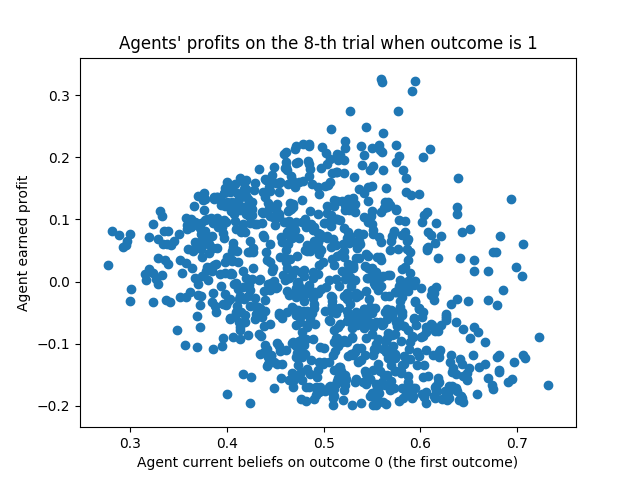 Agents' profits on the 8-th trial when outcome is 1
Agent earned profit
0.3
0.2
0.1
0.0
−0.1
−0.2
0.3 0.4 0.5 0.6 0.7
Agent current beliefs on outcome 0 (the first outcome)